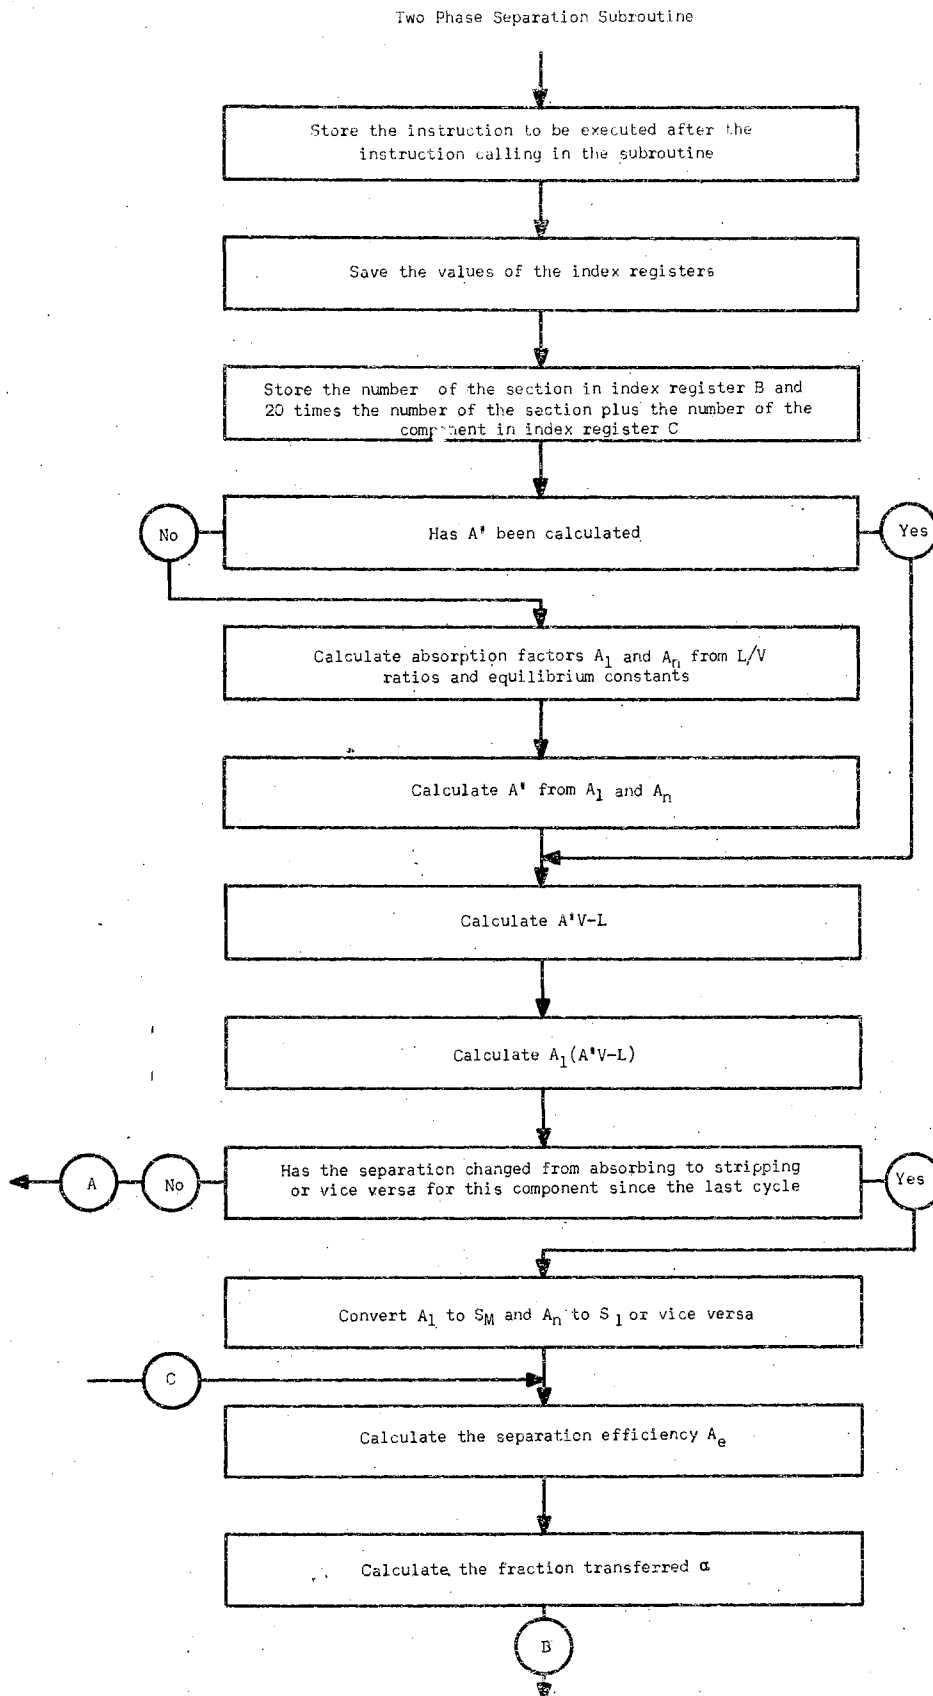 Two Phase Separation Subroutine
Store the instruction to be executed after the
instruction calling in the subroutine
Save the values of the index registers
Store the number of the section in index register B and
20 times the number of the section plus the number of the
component in index register C
No
Has A' been calculated
Yes
Calculate absorption factors A₁ and Aₙ from L/V
ratios and equilibrium constants
Calculate A' from A₁ and Aₙ
Calculate A'V-L
Calculate A₁(A'V-L)
A
No
Has the separation changed from absorbing to stripping
or vice versa for this component since the last cycle
Yes
Convert A₁ to S_M and Aₙ to S₁ or vice versa
C
Calculate the separation efficiency Aₑ
Calculate the fraction transferred α
B